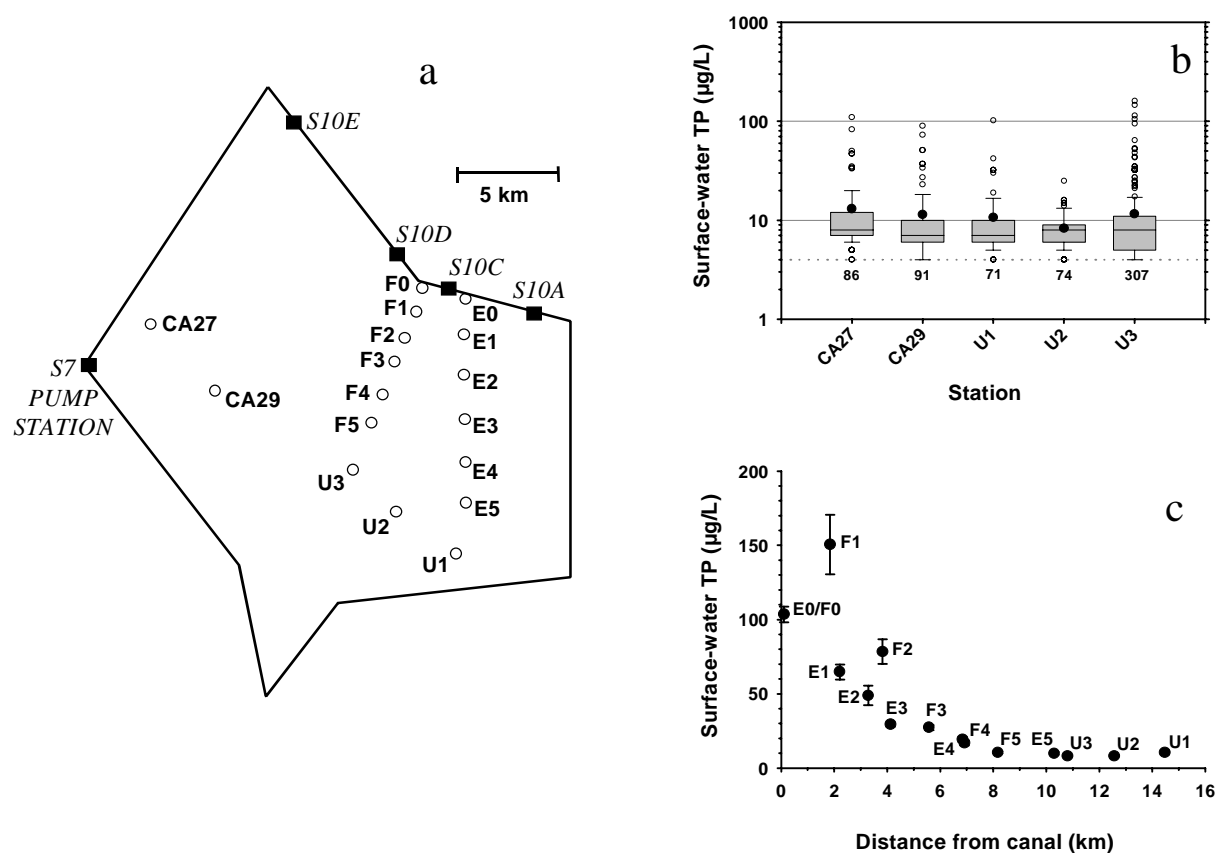 a
S10E
5 km
S10D
S10C
S10A
F0
E0
F1
E1
F2
F3
E2
F4
F5
E3
E4
U3
E5
U2
U1
CA27
S7
PUMP
STATION
CA29
b
Surface-water TP (µg/L)
1000
100
10
1
86
91
71
74
307
CA27
CA29
U1
U2
U3
Station
c
Surface-water TP (µg/L)
200
150
100
50
0
F1
E0/F0
F2
E1
E2
E3
F3
F4
E4
F5
E5
U3
U2
U1
0 2 4 6 8 10 12 14 16
Distance from canal (km)